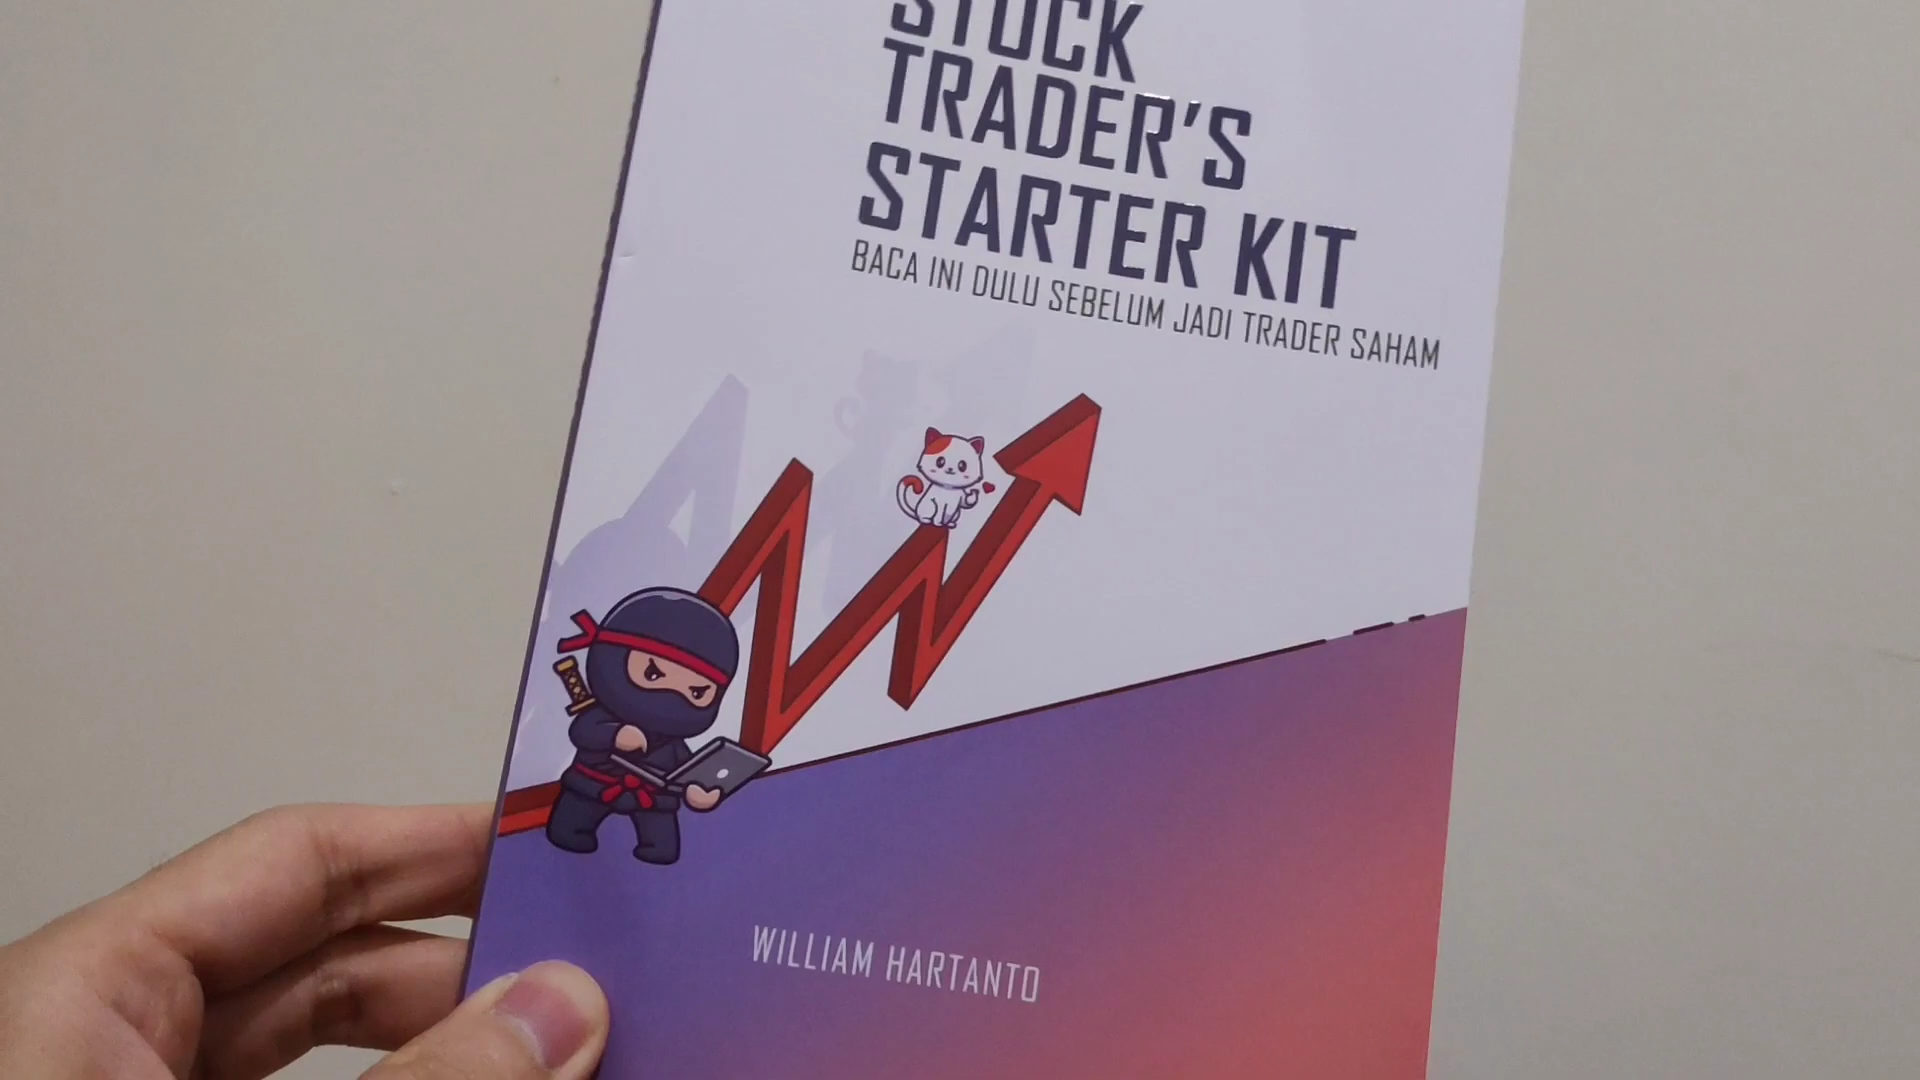 STOCK
TRADER'S
STARTER KIT
BACA INI DULU SEBELUM JADI TRADER SAHAM
WILLIAM HARTANTO